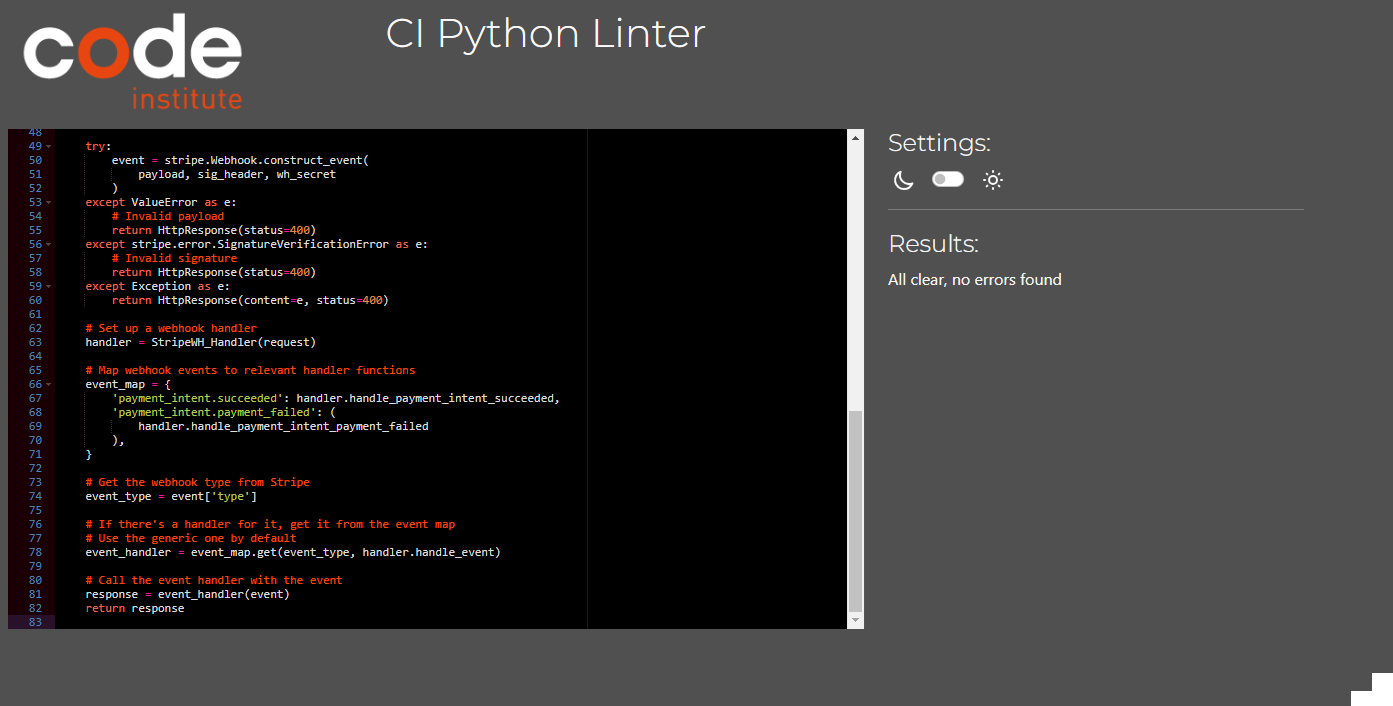 code
institute
CI Python Linter
48
49 try:
50 event = stripe.Webhook.construct_event(
51 payload, sig_header, wh_secret
52 )
53 except ValueError as e:
54 # Invalid payload
55 return HttpResponse(status=400)
56 except stripe.error.SignatureVerificationError as e:
57 # Invalid signature
58 return HttpResponse(status=400)
59 except Exception as e:
60 return HttpResponse(content=e, status=400)
61
62 # Set up a webhook handler
63 handler = StripeWH_Handler(request)
64
65 # Map webhook events to relevant handler functions
66 event_map = {
67 'payment_intent.succeeded': handler.handle_payment_intent_succeeded,
68 'payment_intent.payment_failed': (
69 handler.handle_payment_intent_payment_failed
70 ),
71 }
72
73 # Get the webhook type from Stripe
74 event_type = event['type']
75
76 # If there's a handler for it, get it from the event map
77 # Use the generic one by default
78 event_handler = event_map.get(event_type, handler.handle_event)
79
80 # Call the event handler with the event
81 response = event_handler(event)
82 return response
83
Settings:
Results:
All clear, no errors found